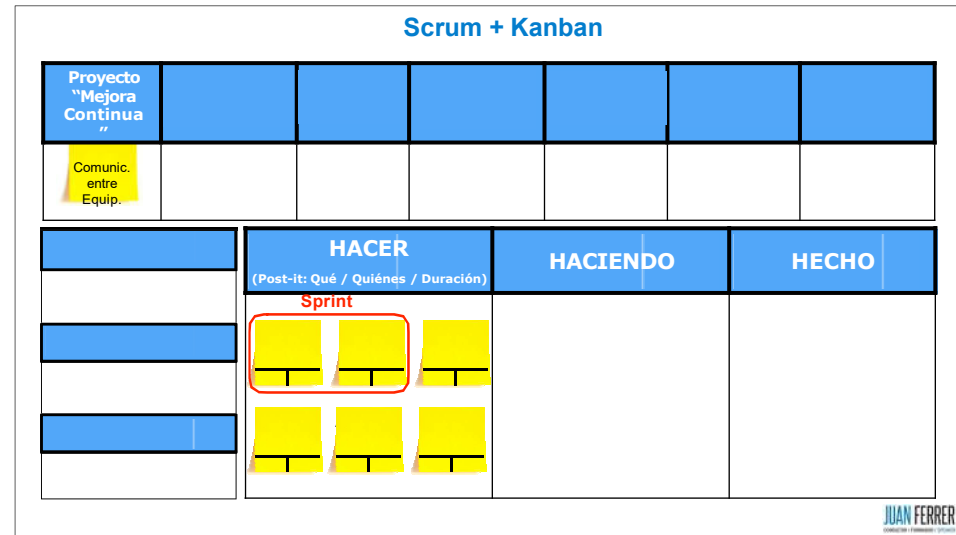 Scrum + Kanban
Proyecto
“Mejora
Continua
”
Comunic.
entre
Equip.
HACER
(Post-it: Qué / Quiénes / Duración)
HACIENDO
HECHO
Sprint
JUAN FERRER